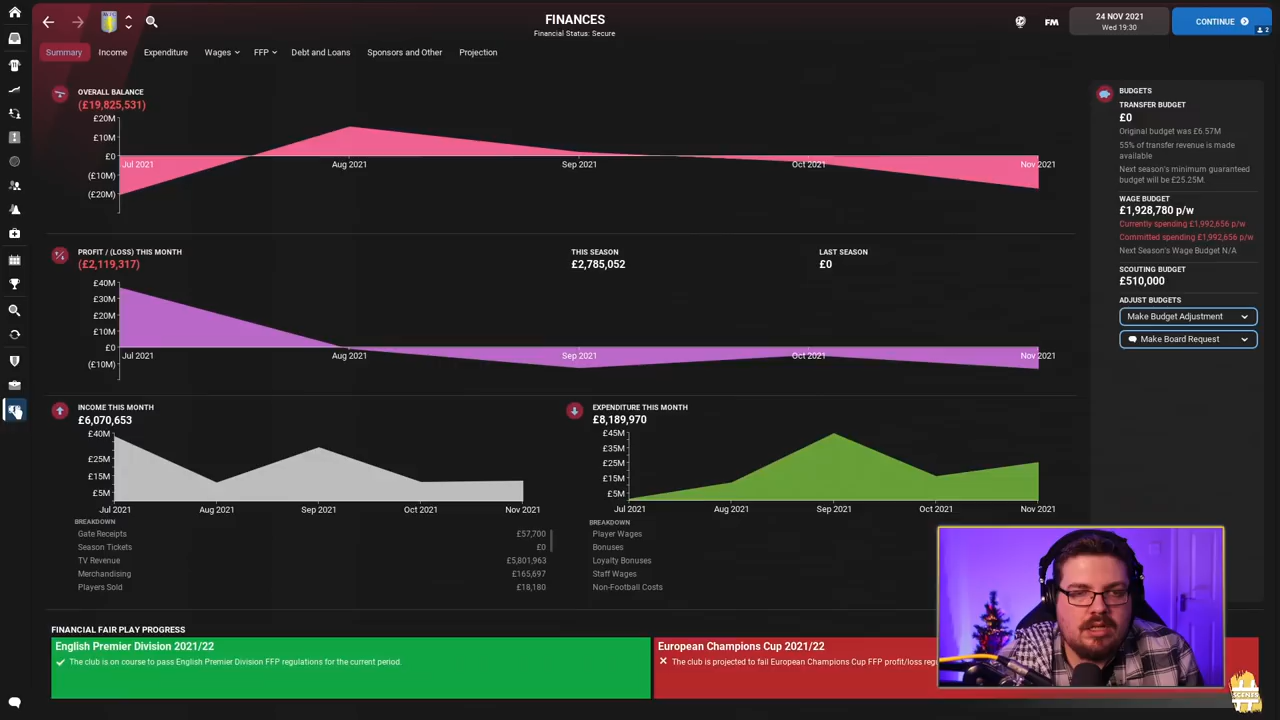 FINANCES
Financial Status: Secure
FM
24 NOV 2021
Wed 19:30
CONTINUE
2
Summary
Income
Expenditure
Wages
FFP
Debt and Loans
Sponsors and Other
Projection
OVERALL BALANCE
(£19,825,531)
£20M
£10M
£0
(£10M)
(£20M)
Jul 2021
Aug 2021
Sep 2021
Oct 2021
Nov 2021
PROFIT / (LOSS) THIS MONTH
(£2,119,317)
THIS SEASON
£2,785,052
LAST SEASON
£0
£40M
£30M
£20M
£10M
£0
(£10M)
Jul 2021
Aug 2021
Sep 2021
Oct 2021
Nov 2021
INCOME THIS MONTH
£6,070,653
£40M
£25M
£15M
£5M
Jul 2021
Aug 2021
Sep 2021
Oct 2021
Nov 2021
BREAKDOWN
Gate Receipts £57,700
Season Tickets £0
TV Revenue £5,801,963
Merchandising £165,697
Players Sold £18,180
EXPENDITURE THIS MONTH
£8,189,970
£45M
£35M
£25M
£15M
£5M
Jul 2021
Aug 2021
Sep 2021
Oct 2021
Nov 2021
BREAKDOWN
Player Wages
Bonuses
Loyalty Bonuses
Staff Wages
Non-Football Costs
BUDGETS
TRANSFER BUDGET
£0
Original budget was £6.57M
55% of transfer revenue is made
available
Next season's minimum guaranteed
budget will be £25.25M.
WAGE BUDGET
£1,928,780 p/w
Currently spending £1,992,656 p/w
Committed spending £1,992,656 p/w
Next Season's Wage Budget N/A
SCOUTING BUDGET
£510,000
ADJUST BUDGETS
Make Budget Adjustment
Make Board Request
FINANCIAL FAIR PLAY PROGRESS
English Premier Division 2021/22
The club is on course to pass English Premier Division FFP regulations for the current period.
European Champions Cup 2021/22
The club is projected to fail European Champions Cup FFP profit/loss